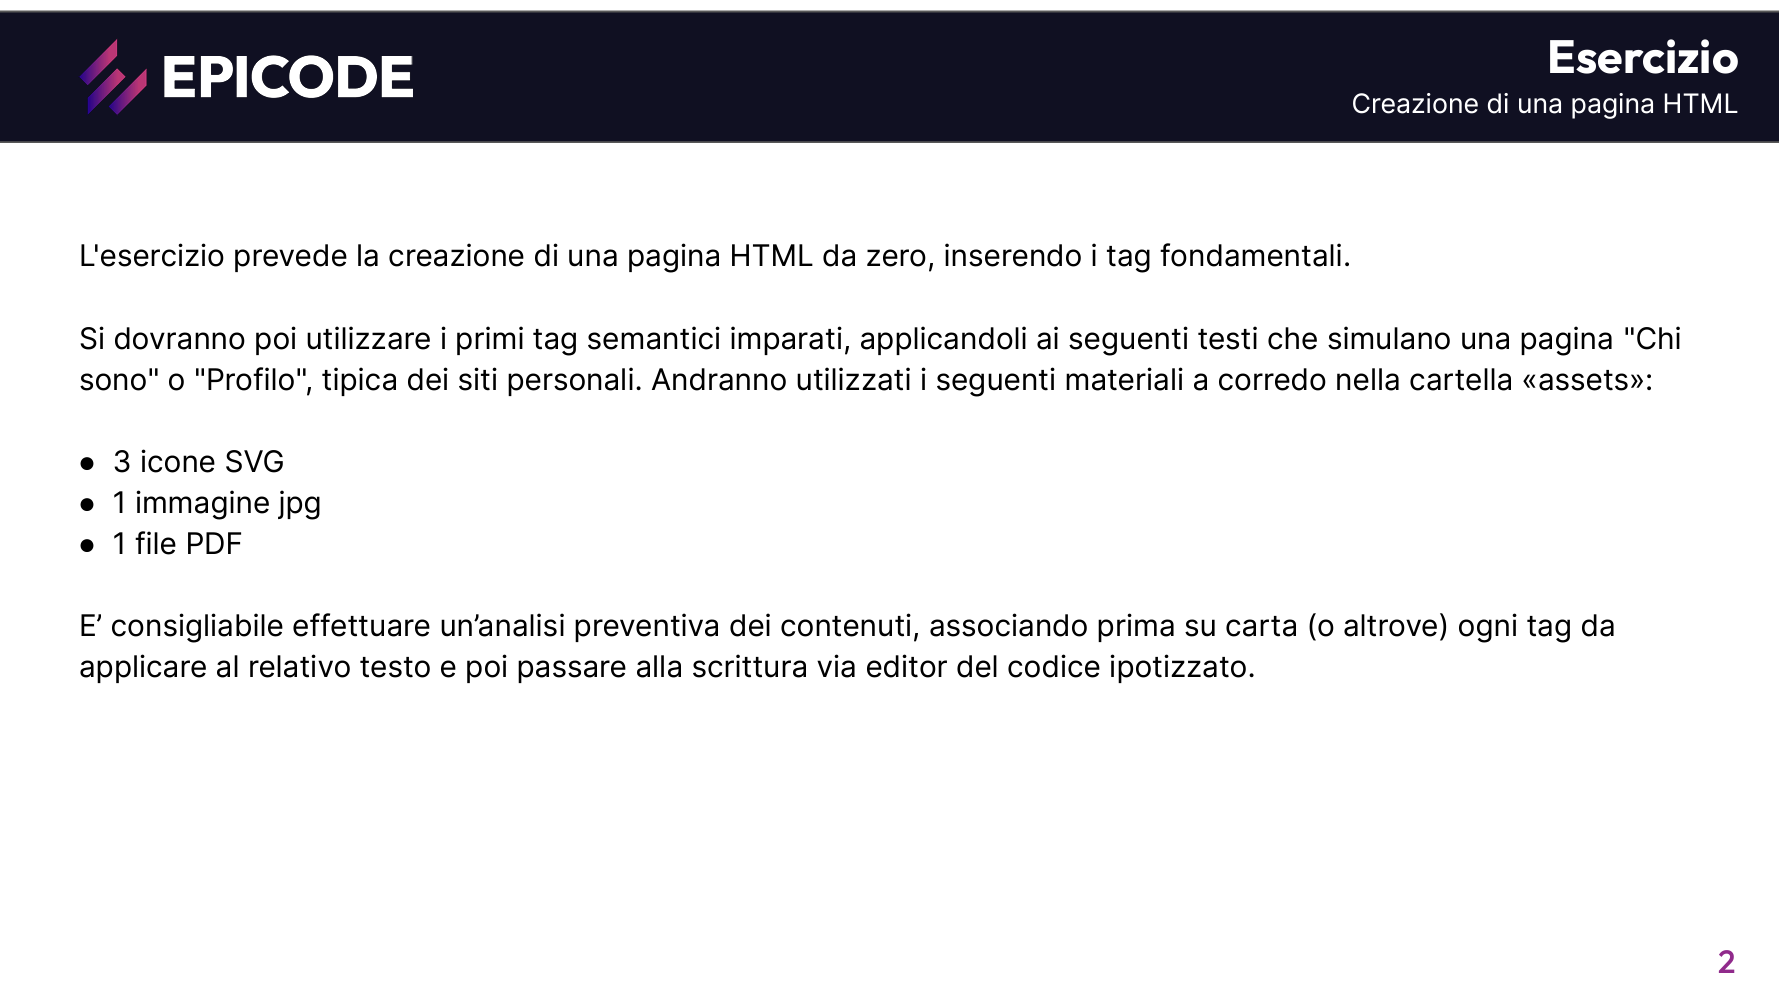 EPICODE
Esercizio
Creazione di una pagina HTML
L'esercizio prevede la creazione di una pagina HTML da zero, inserendo i tag fondamentali.
Si dovranno poi utilizzare i primi tag semantici imparati, applicandoli ai seguenti testi che simulano una pagina "Chi
sono" o "Profilo", tipica dei siti personali. Andranno utilizzati i seguenti materiali a corredo nella cartella «assets»:
● 3 icone SVG
● 1 immagine jpg
● 1 file PDF
E’ consigliabile effettuare un’analisi preventiva dei contenuti, associando prima su carta (o altrove) ogni tag da
applicare al relativo testo e poi passare alla scrittura via editor del codice ipotizzato.
2